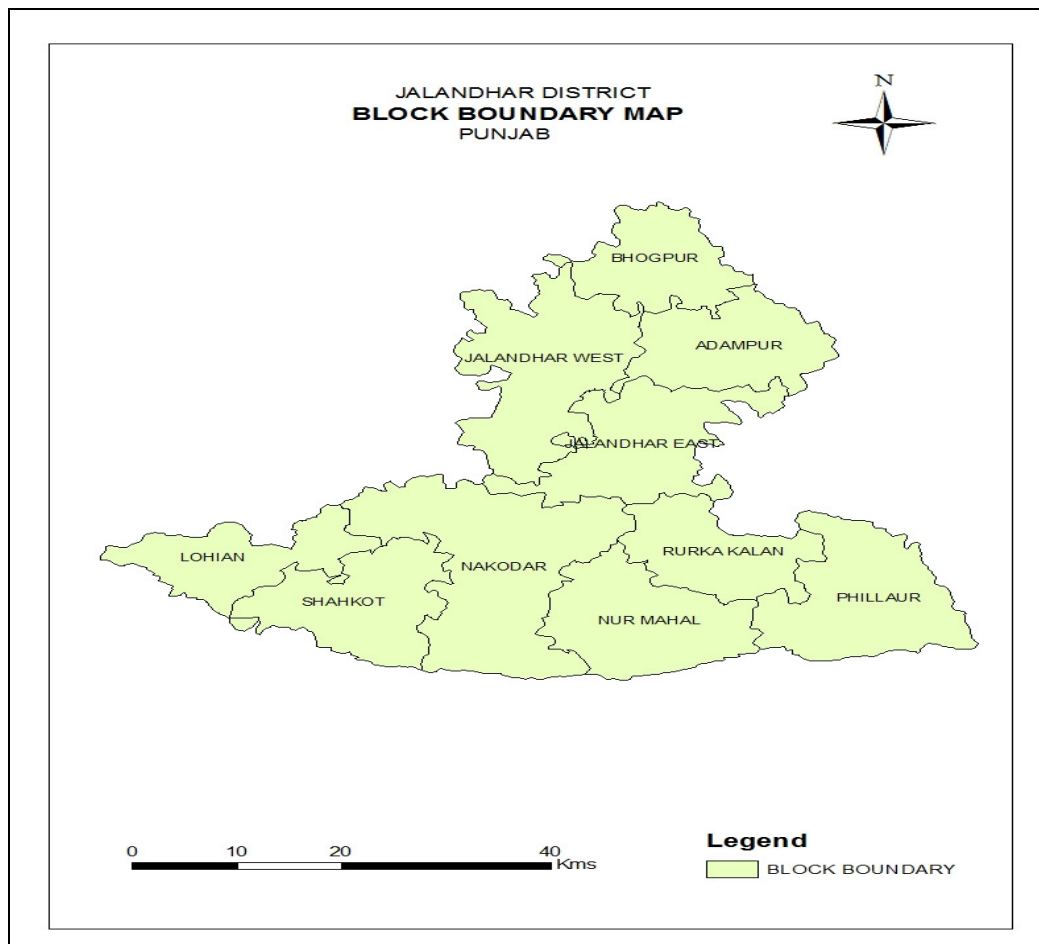 JALANDHAR DISTRICT
BLOCK BOUNDARY MAP
PUNJAB
N
BHOGPUR
ADAMPUR
JALANDHAR WEST
JALANDHAR EAST
RURKA KALAN
LOHIAN
NAKODAR
SHAHKOT
PHILLAUR
NUR MAHAL
Legend
BLOCK BOUNDARY
0 10 20 40
Kms